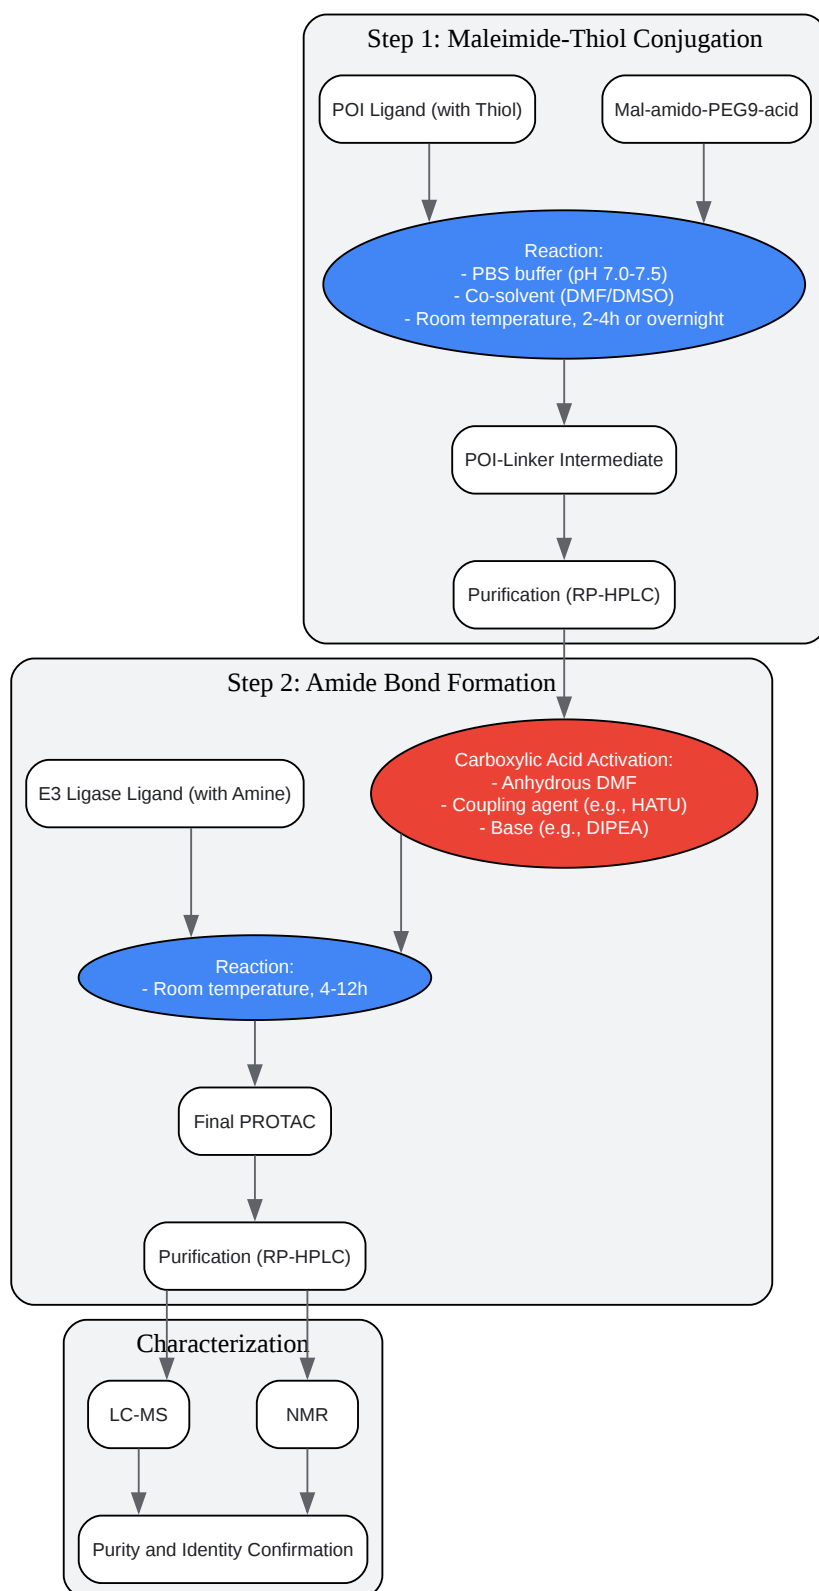 Step 1: Maleimide-Thiol Conjugation
POI Ligand (with Thiol)
Mal-amido-PEG9-acid
Reaction:
- PBS buffer (pH 7.0-7.5)
- Co-solvent (DMF/DMSO)
- Room temperature, 2-4h or overnight
POI-Linker Intermediate
Purification (RP-HPLC)
Step 2: Amide Bond Formation
E3 Ligase Ligand (with Amine)
Carboxylic Acid Activation:
- Anhydrous DMF
- Coupling agent (e.g., HATU)
- Base (e.g., DIPEA)
Reaction:
- Room temperature, 4-12h
Final PROTAC
Purification (RP-HPLC)
Characterization
LC-MS
NMR
Purity and Identity Confirmation